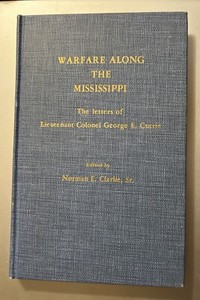 WARFARE ALONG
THE
MISSISSIPPI
The letters of
Lieutenant Colonel George E. Currie
Edited by
Norman E. Clarke, Sr.